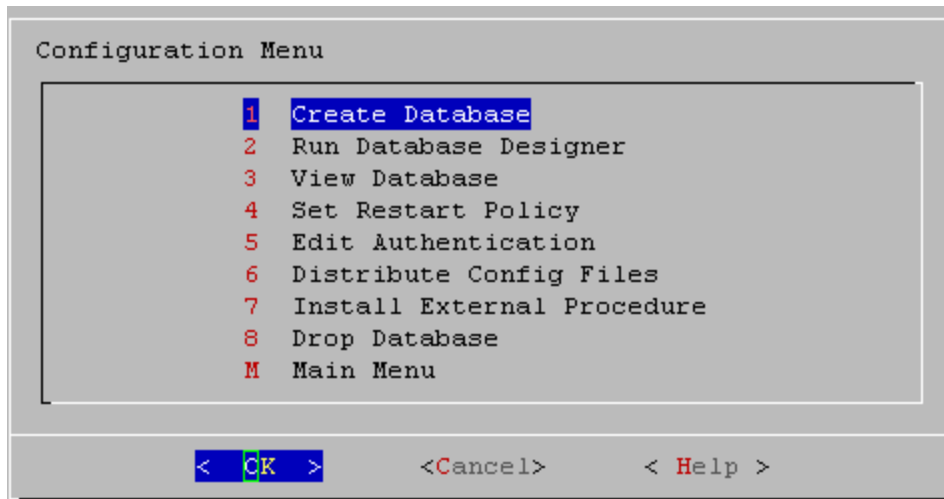 Configuration Menu
1 Create Database
2 Run Database Designer
3 View Database
4 Set Restart Policy
5 Edit Authentication
6 Distribute Config Files
7 Install External Procedure
8 Drop Database
M Main Menu
< OK > <Cancel> < Help >